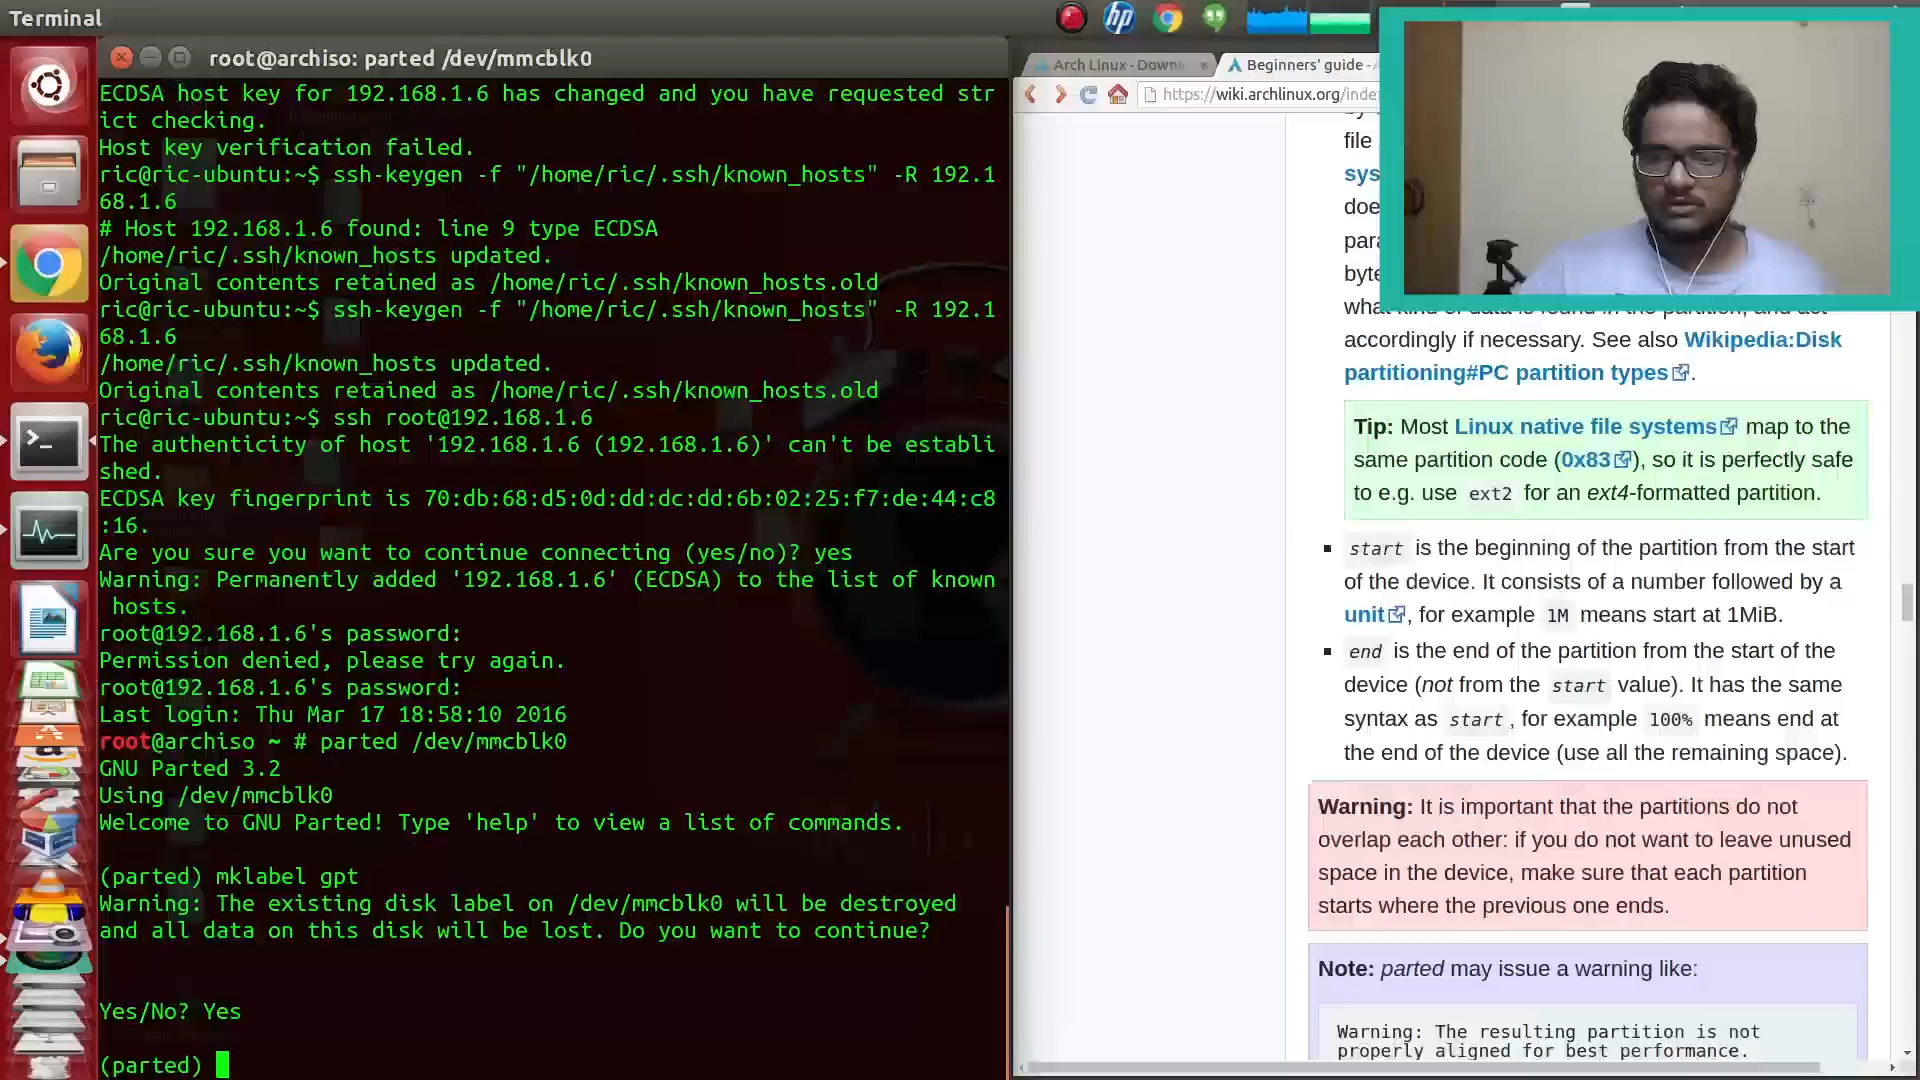 Terminal
root@archiso: parted /dev/mmcblk0
ECDSA host key for 192.168.1.6 has changed and you have requested str
ict checking.
Host key verification failed.
ric@ric-ubuntu:~$ ssh-keygen -f "/home/ric/.ssh/known_hosts" -R 192.1
68.1.6
# Host 192.168.1.6 found: line 9 type ECDSA
/home/ric/.ssh/known_hosts updated.
Original contents retained as /home/ric/.ssh/known_hosts.old
ric@ric-ubuntu:~$ ssh-keygen -f "/home/ric/.ssh/known_hosts" -R 192.1
68.1.6
/home/ric/.ssh/known_hosts updated.
Original contents retained as /home/ric/.ssh/known_hosts.old
ric@ric-ubuntu:~$ ssh root@192.168.1.6
The authenticity of host '192.168.1.6 (192.168.1.6)' can't be establi
shed.
ECDSA key fingerprint is 70:db:68:d5:0d:dd:dc:dd:6b:02:25:f7:de:44:c8
:16.
Are you sure you want to continue connecting (yes/no)? yes
Warning: Permanently added '192.168.1.6' (ECDSA) to the list of known
hosts.
root@192.168.1.6's password:
Permission denied, please try again.
root@192.168.1.6's password:
Last login: Thu Mar 17 18:58:10 2016
root@archiso ~ # parted /dev/mmcblk0
GNU Parted 3.2
Using /dev/mmcblk0
Welcome to GNU Parted! Type 'help' to view a list of commands.
(parted) mklabel gpt
Warning: The existing disk label on /dev/mmcblk0 will be destroyed
and all data on this disk will be lost. Do you want to continue?
Yes/No? Yes
(parted)
hp
Arch Linux - Down
Beginners' guide -
https://wiki.archlinux.org/inde
by
file
sys
doe
para
byte
accordingly if necessary. See also Wikipedia:Disk
partitioning#PC partition types.
Tip: Most Linux native file systems map to the
same partition code (0x83), so it is perfectly safe
to e.g. use ext2 for an ext4-formatted partition.
start is the beginning of the partition from the start
of the device. It consists of a number followed by a
unit, for example 1M means start at 1MiB.
end is the end of the partition from the start of the
device (not from the start value). It has the same
syntax as start, for example 100% means end at
the end of the device (use all the remaining space).
Warning: It is important that the partitions do not
overlap each other: if you do not want to leave unused
space in the device, make sure that each partition
starts where the previous one ends.
Note: parted may issue a warning like:
Warning: The resulting partition is not
properly aligned for best performance.